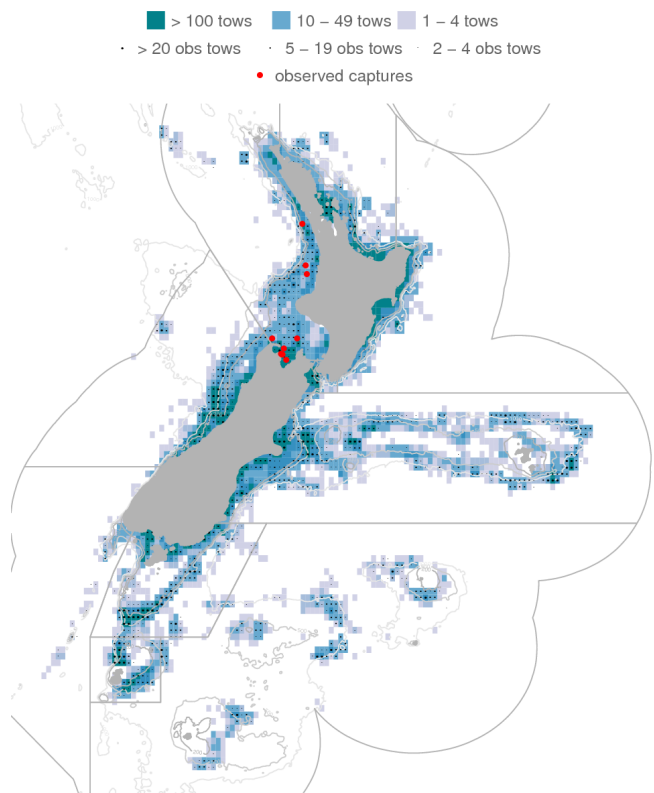 > 100 tows 10 − 49 tows 1 − 4 tows
> 20 obs tows 5 − 19 obs tows 2 − 4 obs tows
observed captures